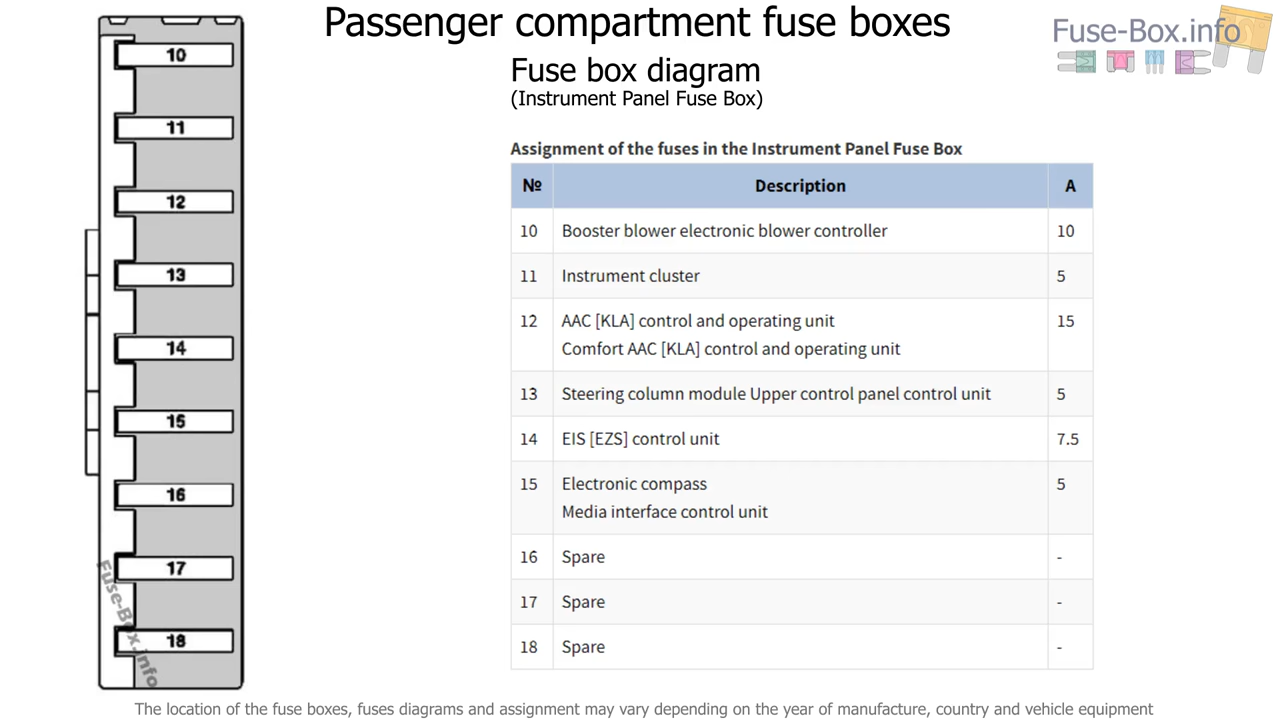 Passenger compartment fuse boxes
Fuse-Box.info
Fuse box diagram
(Instrument Panel Fuse Box)
10
11
12
13
14
15
16
17
18
Fuse-Box.info
Assignment of the fuses in the Instrument Panel Fuse Box
№ Description A
10 Booster blower electronic blower controller 10
11 Instrument cluster 5
12 AAC [KLA] control and operating unit 15
Comfort AAC [KLA] control and operating unit
13 Steering column module Upper control panel control unit 5
14 EIS [EZS] control unit 7.5
15 Electronic compass 5
Media interface control unit
16 Spare -
17 Spare -
18 Spare -
The location of the fuse boxes, fuses diagrams and assignment may vary depending on the year of manufacture, country and vehicle equipment